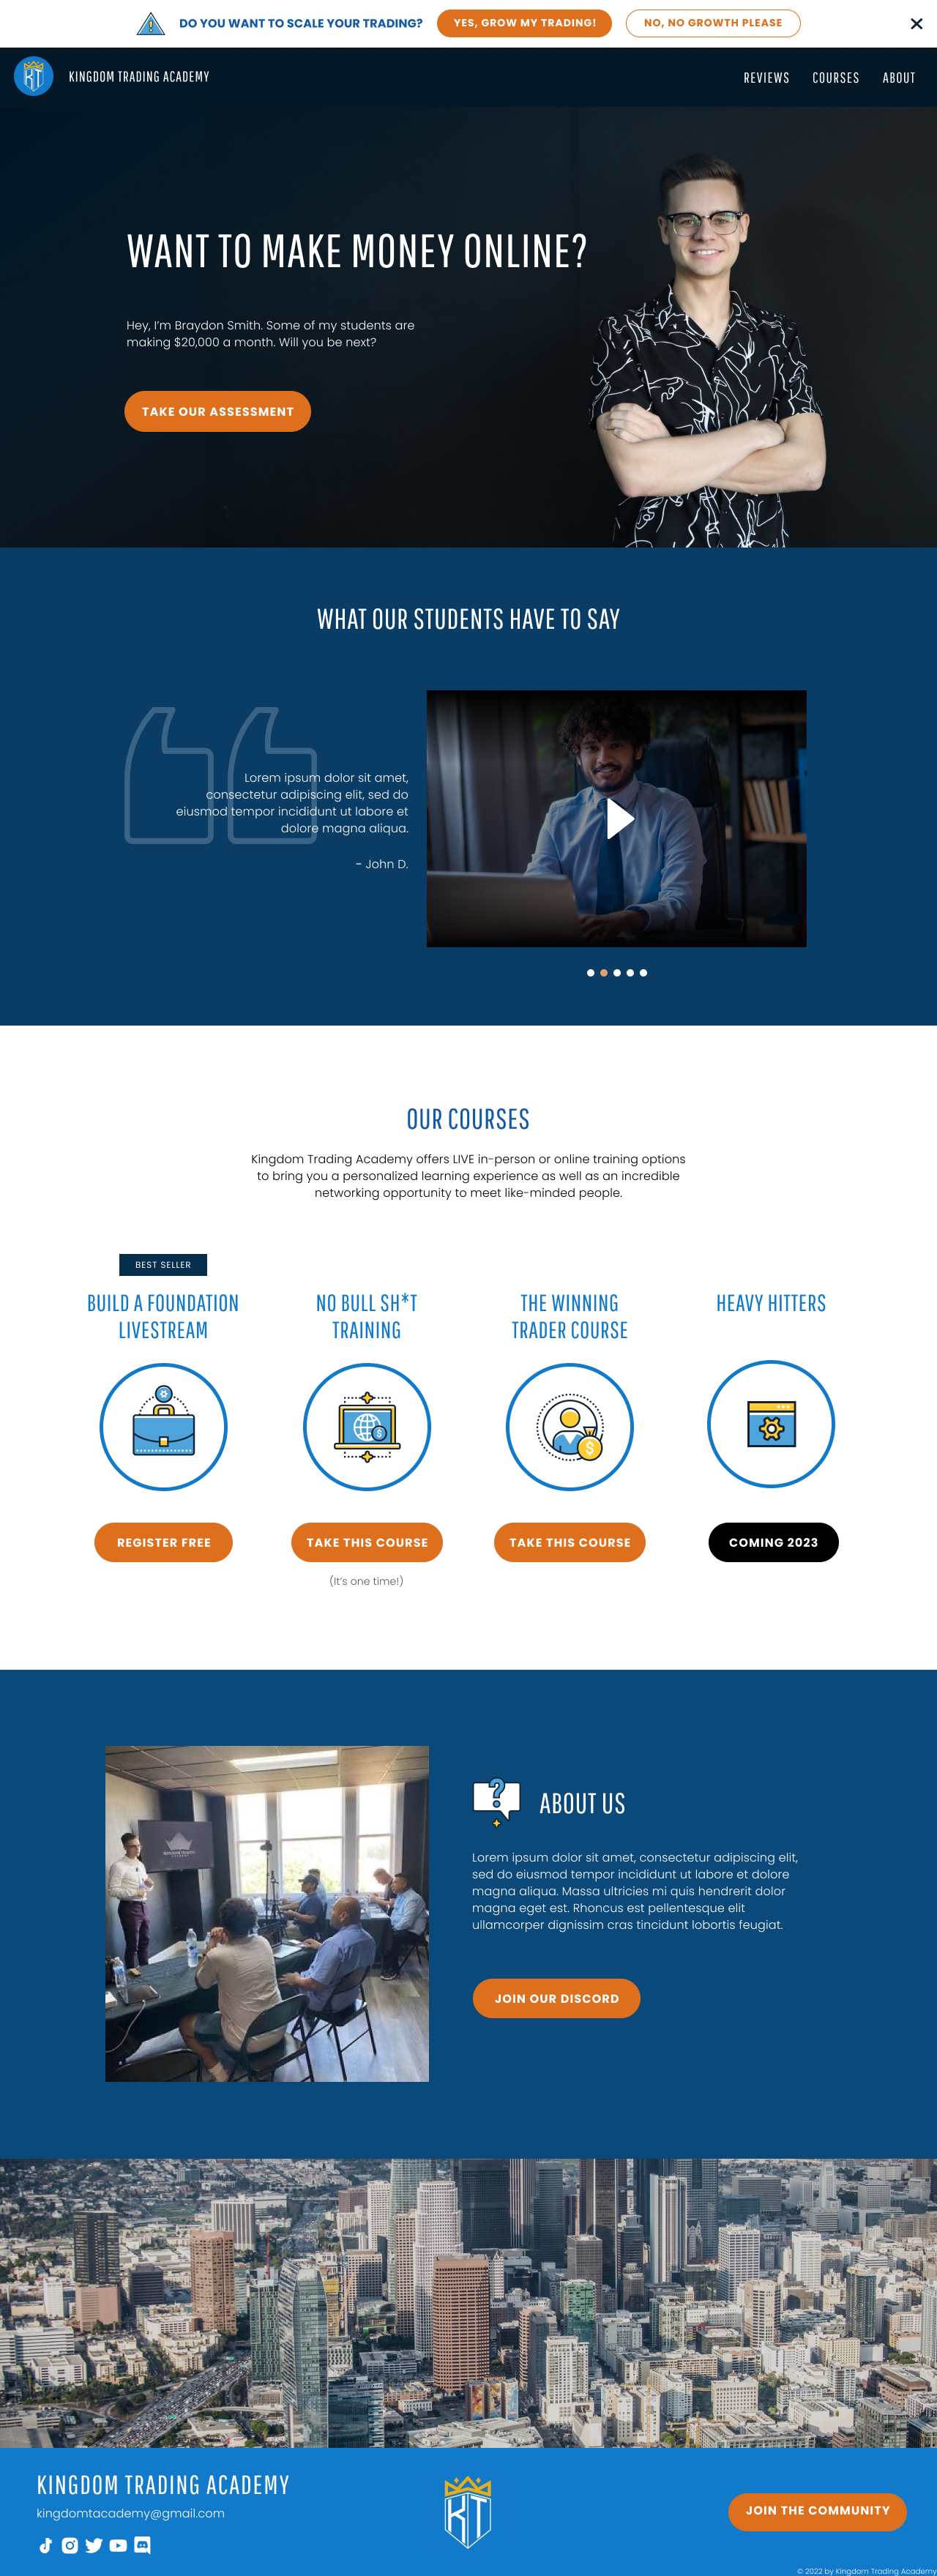 DO YOU WANT TO SCALE YOUR TRADING?
YES, GROW MY TRADING!
NO, NO GROWTH PLEASE
KT
KINGDOM TRADING ACADEMY
REVIEWS
COURSES
ABOUT
WANT TO MAKE MONEY ONLINE?
Hey, I'm Braydon Smith. Some of my students are
making $20,000 a month. Will you be next?
TAKE OUR ASSESSMENT
WHAT OUR STUDENTS HAVE TO SAY
Lorem ipsum dolor sit amet,
consectetur adipiscing elit, sed do
eiusmod tempor incididunt ut labore et
dolore magna aliqua.
- John D.
OUR COURSES
Kingdom Trading Academy offers LIVE in-person or online training options
to bring you a personalized learning experience as well as an incredible
networking opportunity to meet like-minded people.
BEST SELLER
BUILD A FOUNDATION
LIVESTREAM
NO BULL SH*T
TRAINING
THE WINNING
TRADER COURSE
HEAVY HITTERS
$
$
REGISTER FREE
TAKE THIS COURSE
TAKE THIS COURSE
COMING 2023
(It's one time!)
KINGDOM TRADING
ACADEMY
ABOUT US
Lorem ipsum dolor sit amet, consectetur adipiscing elit,
sed do eiusmod tempor incididunt ut labore et dolore
magna aliqua. Massa ultricies mi quis hendrerit dolor
magna eget est. Rhoncus est pellentesque elit
ullamcorper dignissim cras tincidunt lobortis feugiat.
JOIN OUR DISCORD
KINGDOM TRADING ACADEMY
kingdomtacademy@gmail.com
KT
JOIN THE COMMUNITY
© 2022 by Kingdom Trading Academy